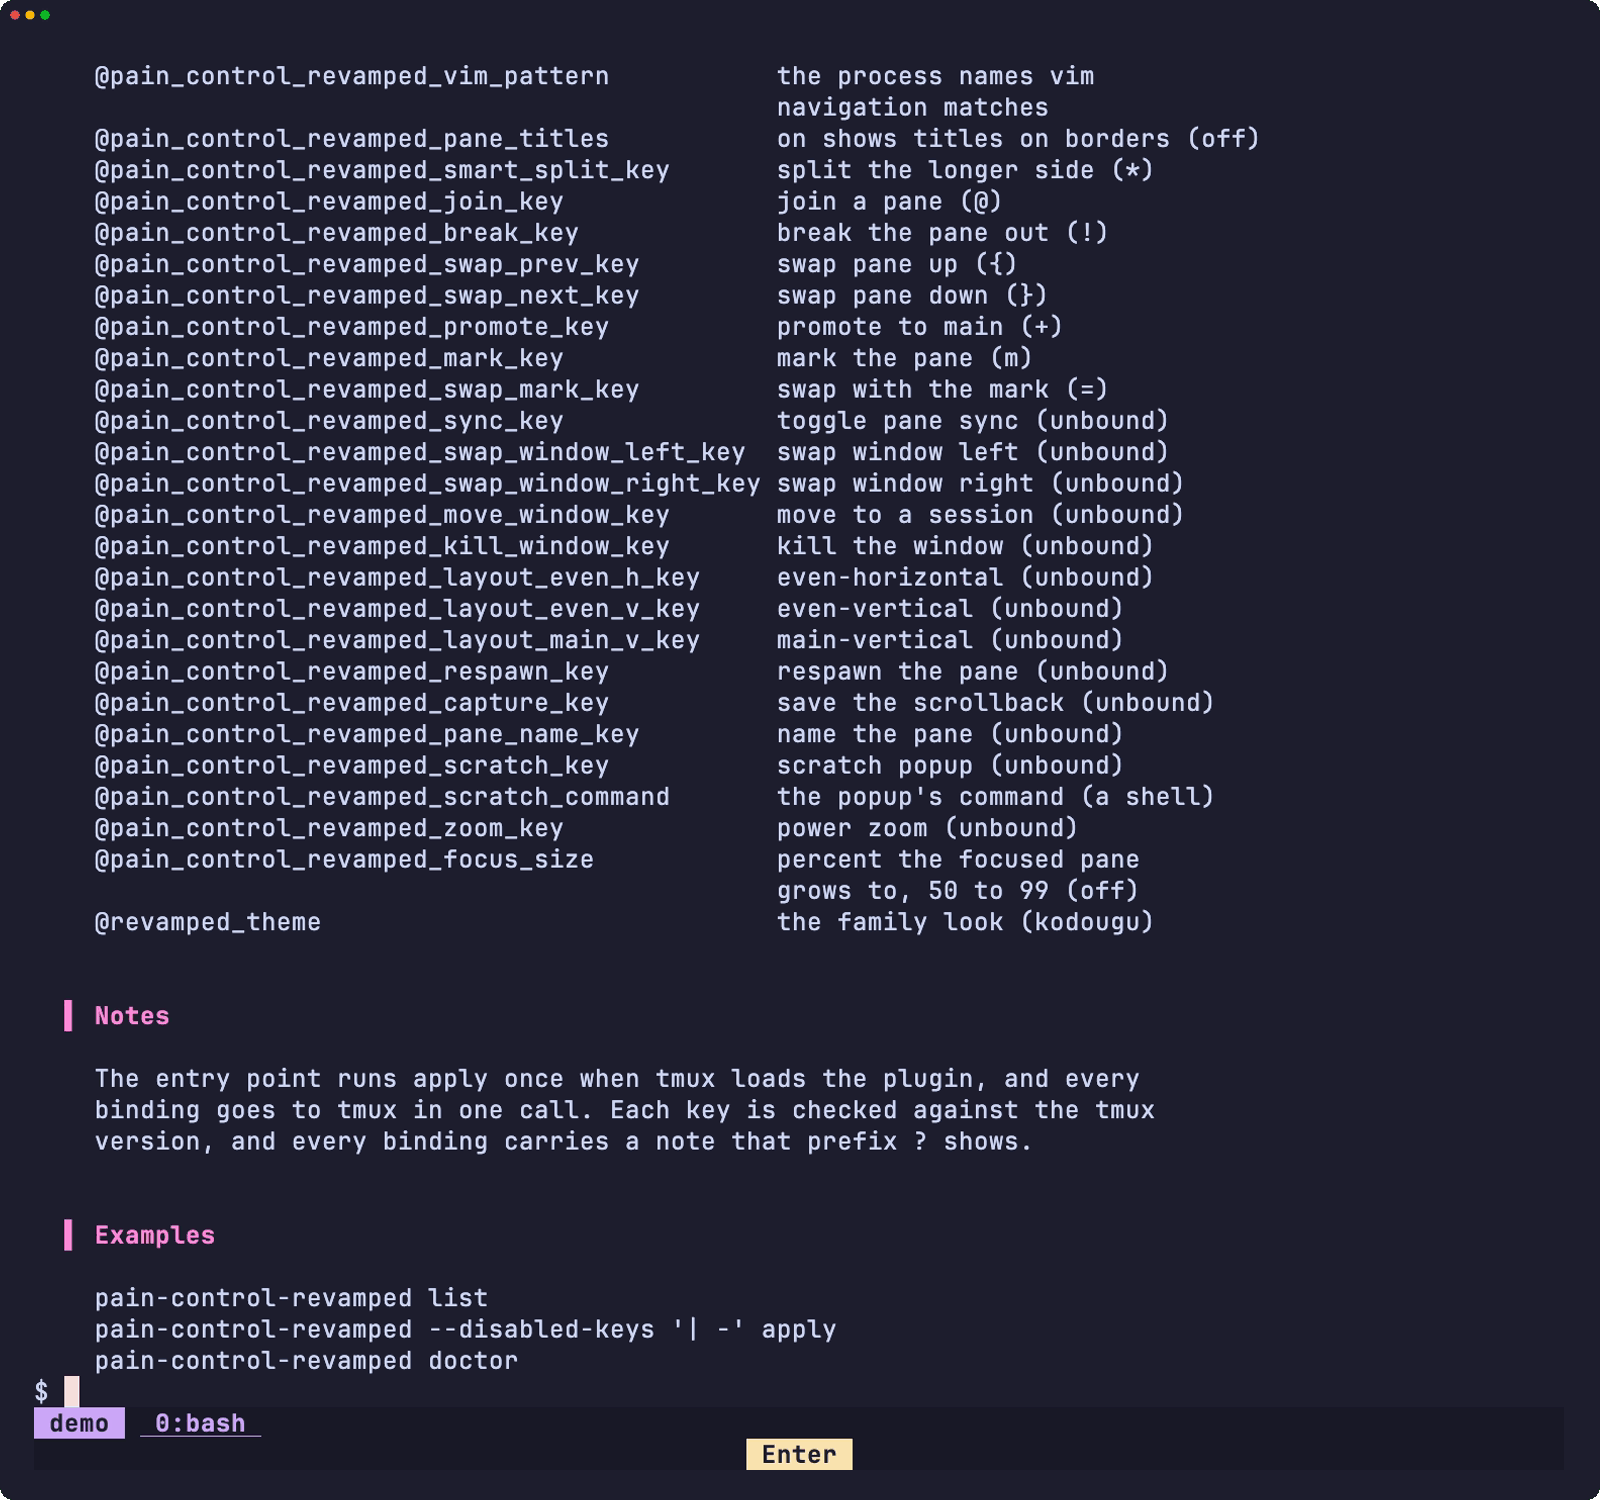 @pain_control_revamped_vim_pattern the process names vim
navigation matches
@pain_control_revamped_pane_titles on shows titles on borders (off)
@pain_control_revamped_smart_split_key split the longer side (*)
@pain_control_revamped_join_key join a pane (@)
@pain_control_revamped_break_key break the pane out (!)
@pain_control_revamped_swap_prev_key swap pane up ({)
@pain_control_revamped_swap_next_key swap pane down (})
@pain_control_revamped_promote_key promote to main (+)
@pain_control_revamped_mark_key mark the pane (m)
@pain_control_revamped_swap_mark_key swap with the mark (=)
@pain_control_revamped_sync_key toggle pane sync (unbound)
@pain_control_revamped_swap_window_left_key swap window left (unbound)
@pain_control_revamped_swap_window_right_key swap window right (unbound)
@pain_control_revamped_move_window_key move to a session (unbound)
@pain_control_revamped_kill_window_key kill the window (unbound)
@pain_control_revamped_layout_even_h_key even-horizontal (unbound)
@pain_control_revamped_layout_even_v_key even-vertical (unbound)
@pain_control_revamped_layout_main_v_key main-vertical (unbound)
@pain_control_revamped_respawn_key respawn the pane (unbound)
@pain_control_revamped_capture_key save the scrollback (unbound)
@pain_control_revamped_pane_name_key name the pane (unbound)
@pain_control_revamped_scratch_key scratch popup (unbound)
@pain_control_revamped_scratch_command the popup's command (a shell)
@pain_control_revamped_zoom_key power zoom (unbound)
@pain_control_revamped_focus_size percent the focused pane
grows to, 50 to 99 (off)
@revamped_theme the family look (kodougu)
Notes
The entry point runs apply once when tmux loads the plugin, and every
binding goes to tmux in one call. Each key is checked against the tmux
version, and every binding carries a note that prefix ? shows.
Examples
pain-control-revamped list
pain-control-revamped --disabled-keys '| -' apply
pain-control-revamped doctor
$
demo 0:bash
Enter